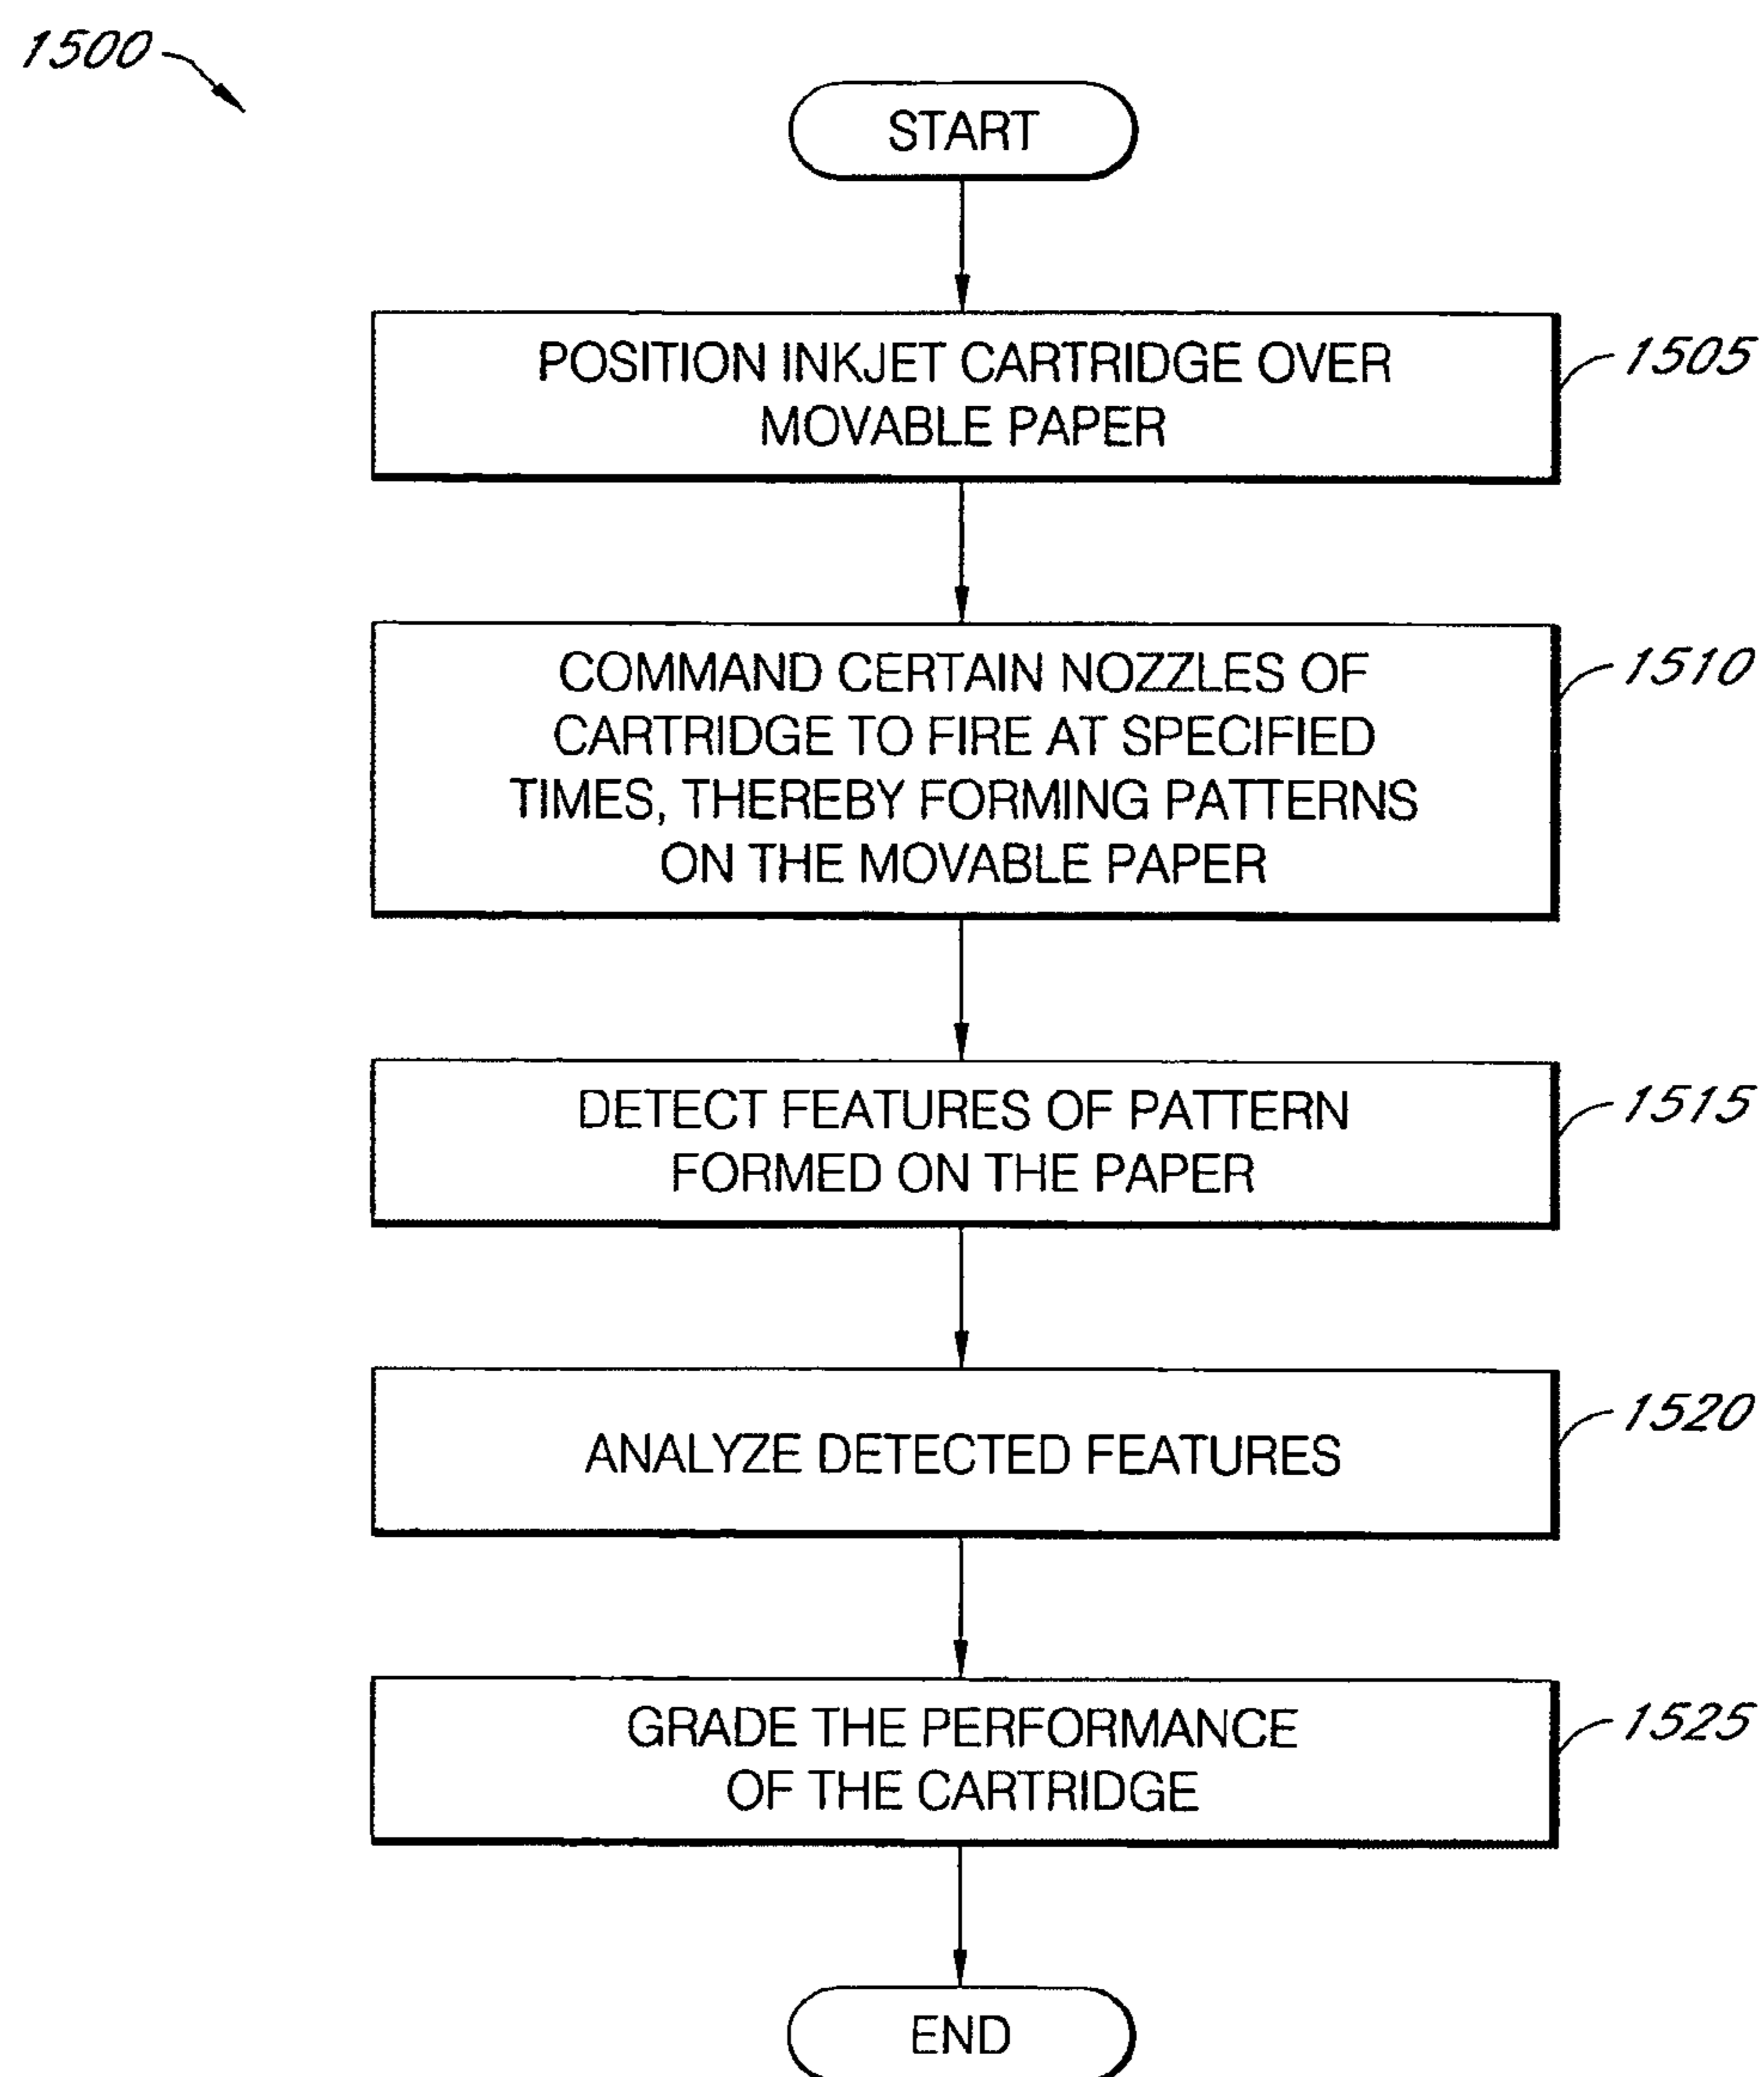 1500
START
POSITION INKJET CARTRIDGE OVER
MOVABLE PAPER
1505
COMMAND CERTAIN NOZZLES OF
CARTRIDGE TO FIRE AT SPECIFIED
TIMES, THEREBY FORMING PATTERNS
ON THE MOVABLE PAPER
1510
DETECT FEATURES OF PATTERN
FORMED ON THE PAPER
1515
ANALYZE DETECTED FEATURES
1520
GRADE THE PERFORMANCE
OF THE CARTRIDGE
1525
END